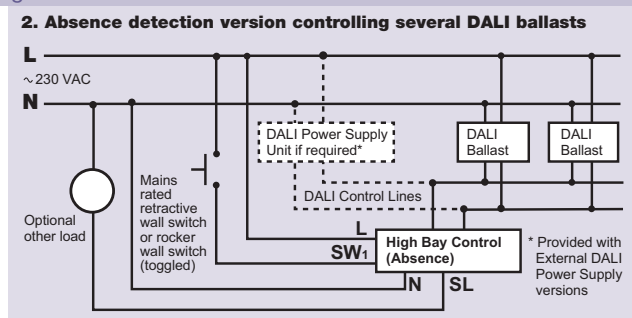 2. Absence detection version controlling several DALI ballasts
L
~230 VAC
N
DALI Power Supply
Unit if required*
DALI
Ballast
DALI
Ballast
Mains
rated
retractive
wall switch
or rocker
wall switch
(toggled)
DALI Control Lines
Optional
other load
L
SW1
High Bay Control
(Absence)
N
SL
* Provided with
External DALI
Power Supply
versions